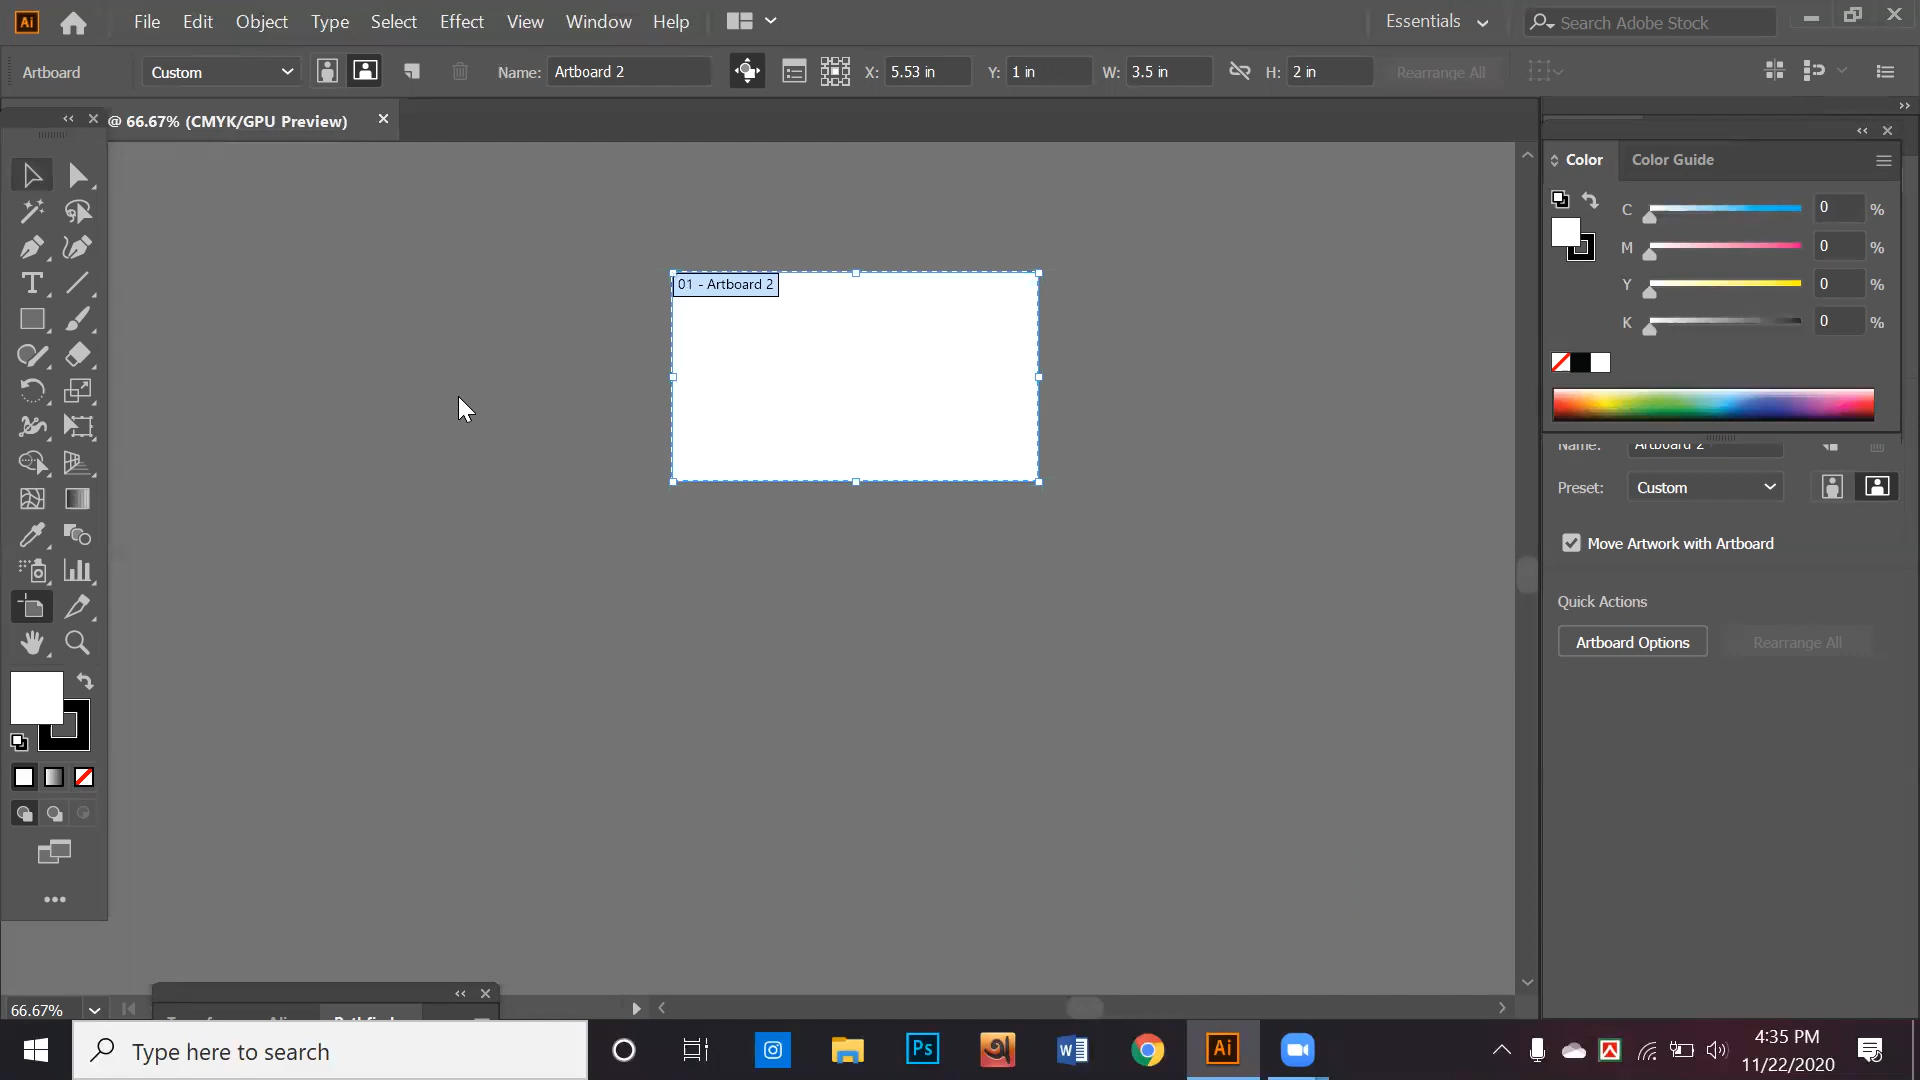 Ai File Edit Object Type Select Effect View Window Help Essentials Search Adobe Stock
Artboard Custom Name: Artboard 2 X: 5.53 in Y: 1 in W: 3.5 in H: 2 in Rearrange All
@ 66.67% (CMYK/GPU Preview)
01 - Artboard 2
Color Color Guide
C 0 %
M 0 %
Y 0 %
K 0 %
Name: Artboard 2
Preset: Custom
Move Artwork with Artboard
Quick Actions
Artboard Options Rearrange All
66.67%
Type here to search
Ps
Ai
4:35 PM
11/22/2020